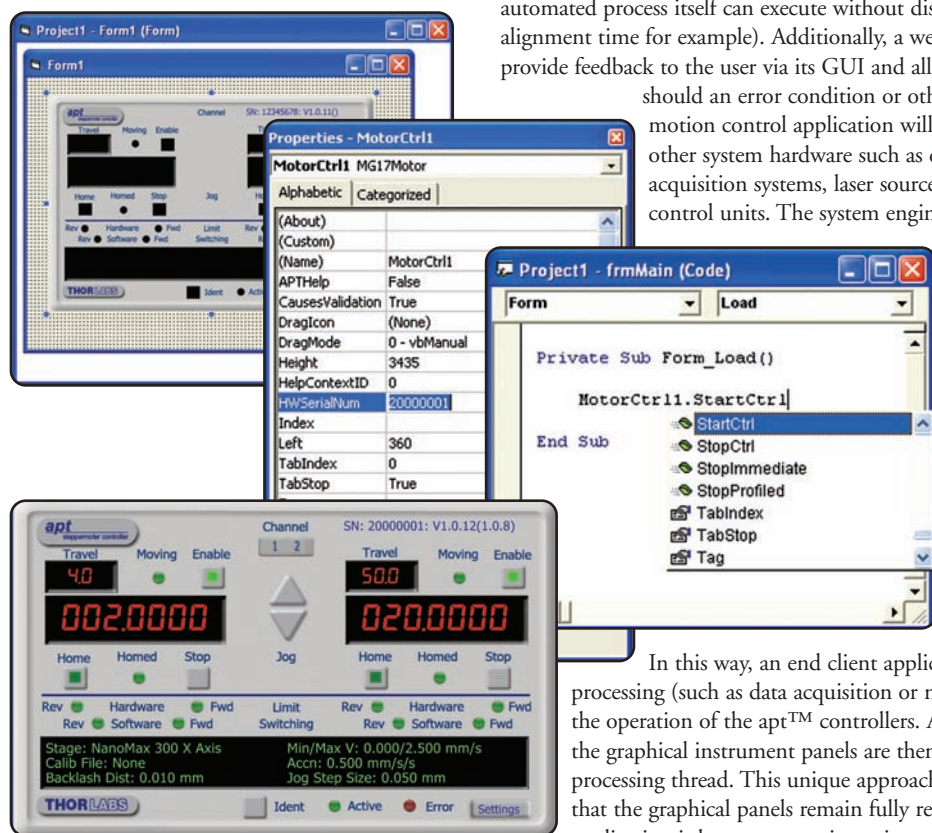 automated process itself can execute without dis
alignment time for example). Additionally, a we
provide feedback to the user via its GUI and all
should an error condition or oth
motion control application will
other system hardware such as
acquisition systems, laser source
control units. The system engin
Project1 - Form1 (Form)
Form1
apt
steppermotor controller
Channel
SN: 12345678: V1.0.11()
Travel Moving Enable
Home Homed Stop Jog
Rev Hardware Fwd Limit Rev
Rev Software Fwd Switching
THORLABS Ident
Properties - MotorCtrl1
MotorCtrl1 MG17Motor
Alphabetic Categorized
(About)
(Custom)
(Name) MotorCtrl1
APTHelp False
CausesValidation True
DragIcon (None)
DragMode 0 - vbManual
Height 3435
HelpContextID 0
HWSerialNum 20000001
Index
Left 360
TabIndex 0
TabStop True
Project1 - frmMain (Code)
Form Load
Private Sub Form_Load()
MotorCtrl1.StartCtrl
End Sub
StartCtrl
StopCtrl
StopImmediate
StopProfiled
TabIndex
TabStop
Tag
apt
steppermotor controller
Channel
SN: 20000001: V1.0.12(1.0.8)
Travel Moving Enable 1 2 Travel Moving Enable
4.0 50.0
002.0000 020.0000
Home Homed Stop Jog Home Homed Stop
Rev Hardware Fwd Limit Rev Hardware Fwd
Rev Software Fwd Switching Rev Software Fwd
Stage: NanoMax 300 X Axis Min/Max V: 0.000/2.500 mm/s
Calib File: None Accn: 0.500 mm/s/s
Backlash Dist: 0.010 mm Jog Step Size: 0.050 mm
THORLABS Ident Active Error Settings
In this way, an end client applic
processing (such as data acquisition or
the operation of the apt™ controllers. A
the graphical instrument panels are then
processing thread. This unique approach
that the graphical panels remain fully re